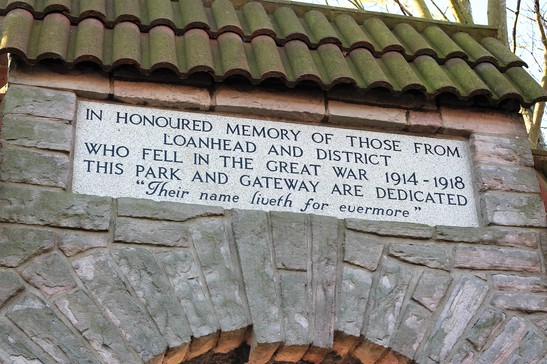 IN HONOURED MEMORY OF THOSE FROM
LOANHEAD AND DISTRICT
WHO FELL IN THE GREAT WAR 1914-1918
THIS PARK AND GATEWAY ARE DEDICATED
"Their name liveth for evermore"